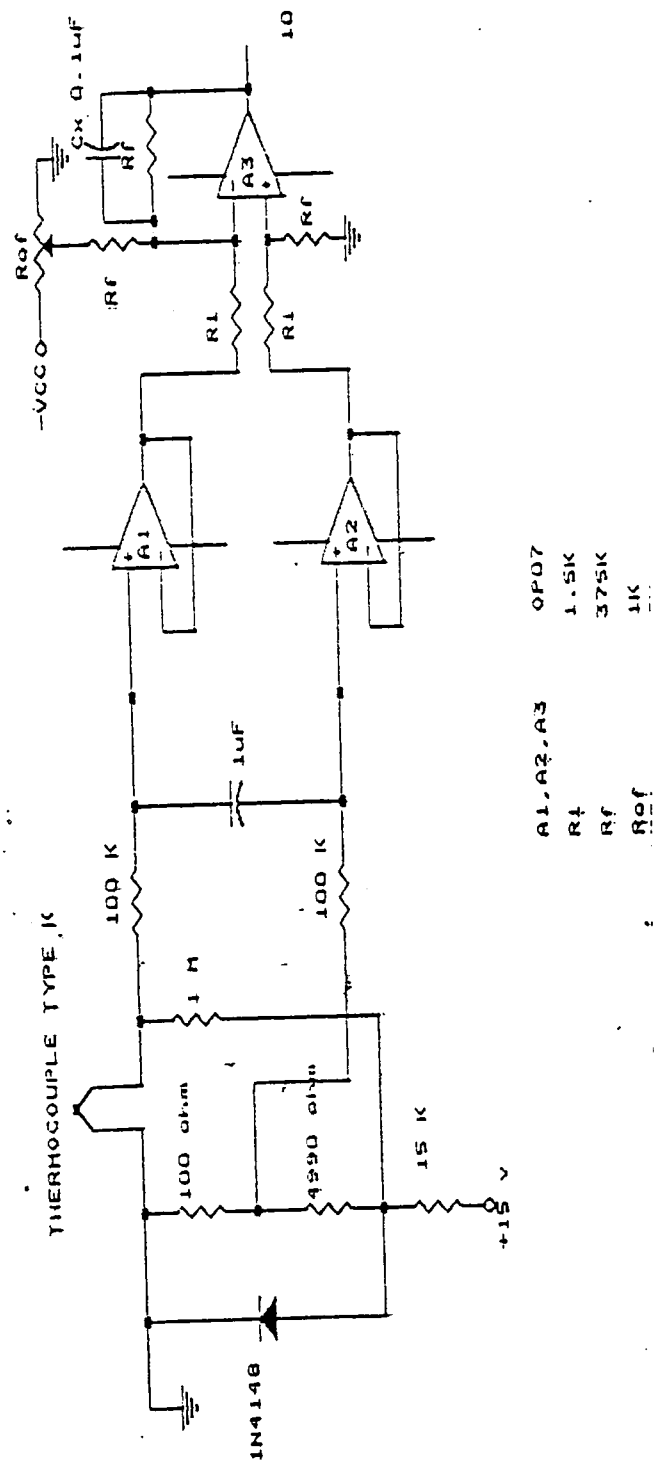 THERMOCOUPLE TYPE K
1N4148
100 ohm
4990 ohm
15 K
+15 V
1 M
100 K
100 K
1uF
A1
A2
-VCC
Rof
Rf
R1
R1
Cx 0.1uF
Rf
A3
Rf
10
A1,A2,A3 OP07
R1 1.5K
Rf 375K
Rof 1K